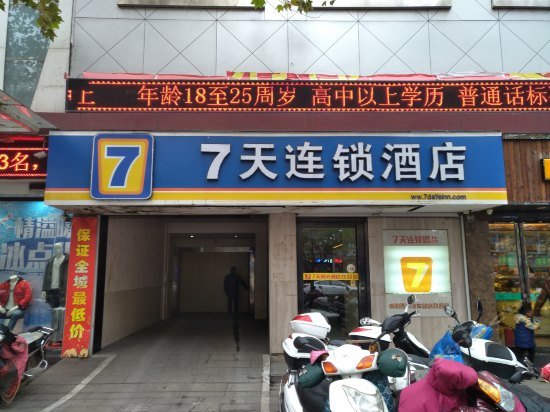 上 年龄18至25周岁 高中以上学历 普通话标
3名,
7 7天连锁酒店
www.7daysinn.com
保证全城最低价
冰点
7天连锁酒店
7